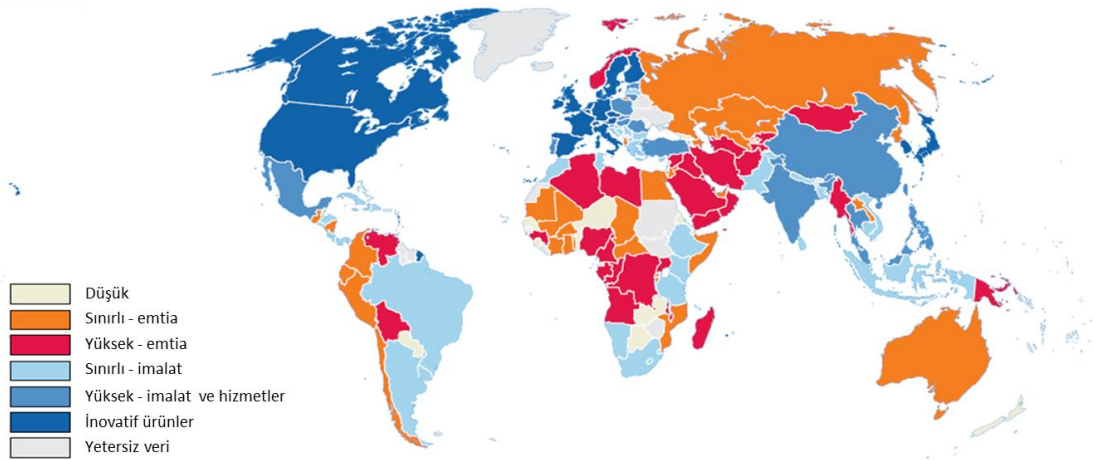 Düşük
Sınırlı - emtia
Yüksek - emtia
Sınırlı - imalat
Yüksek - imalat ve hizmetler
İnovatif ürünler
Yetersiz veri